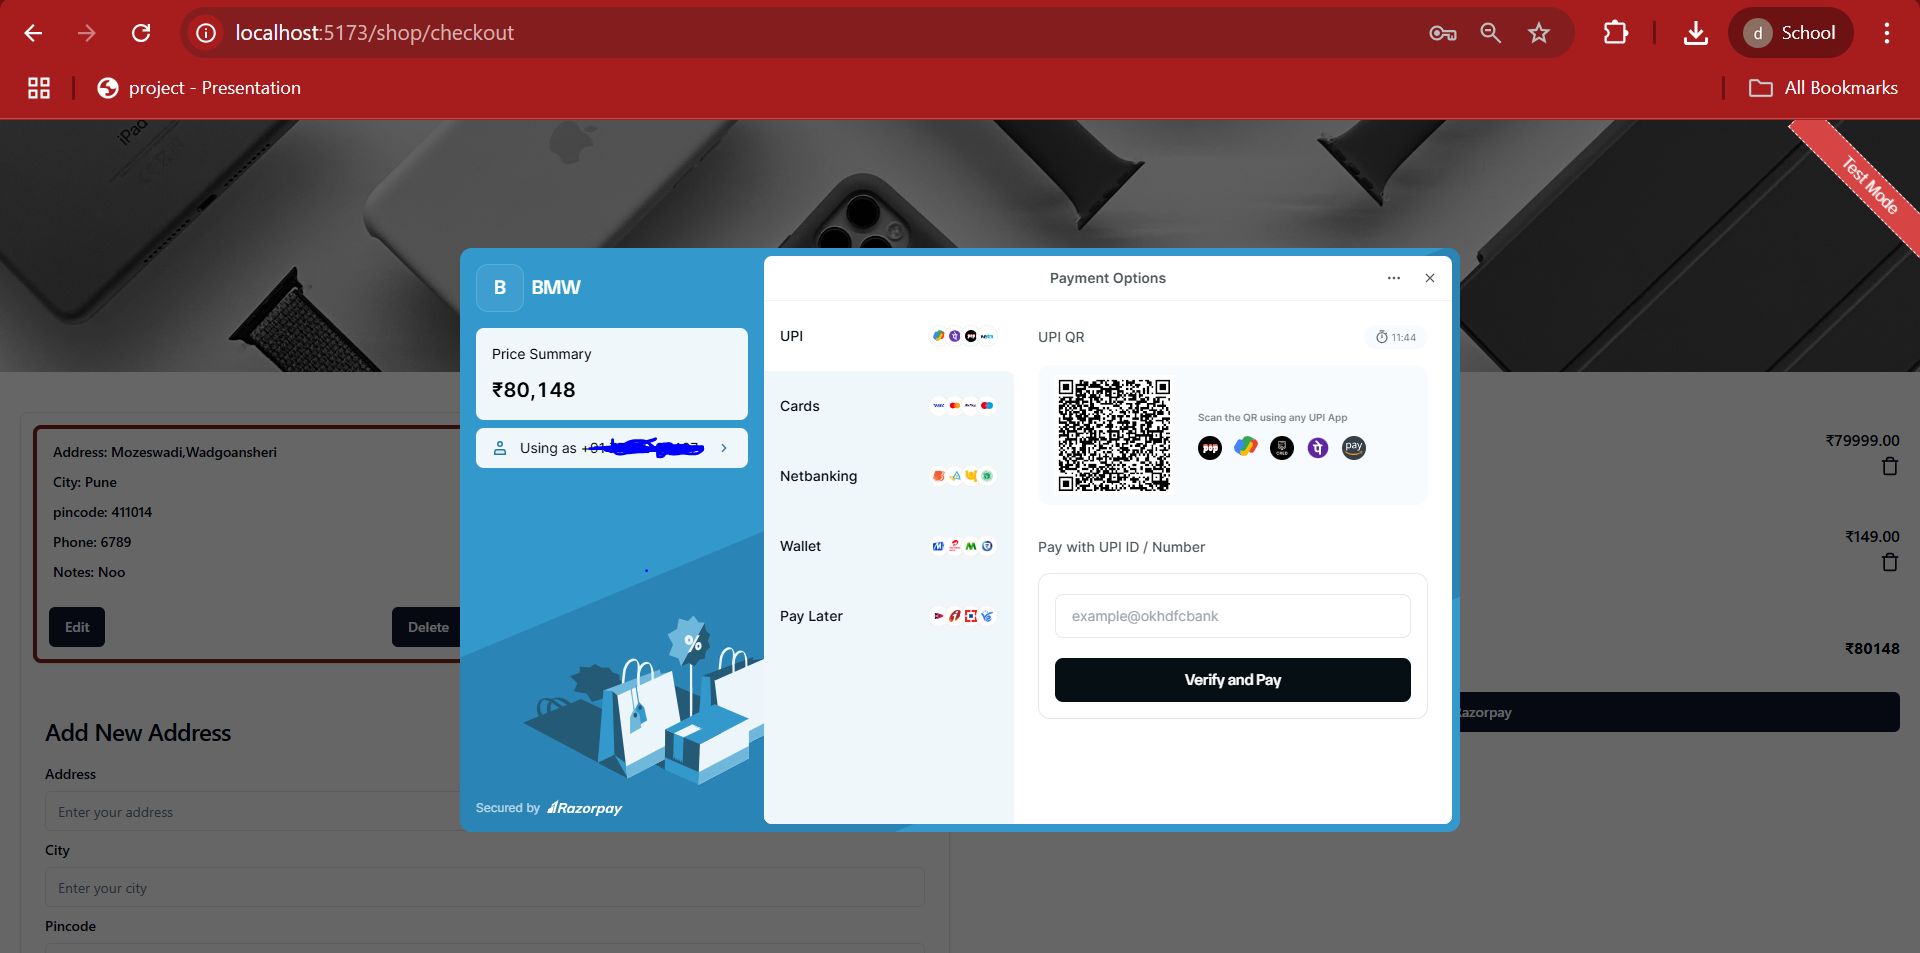 localhost:5173/shop/checkout
d School
project - Presentation
All Bookmarks
iPad
Test Mode
B BMW
Price Summary
₹80,148
Using as
Secured by Razorpay
Payment Options
UPI
Cards
Netbanking
Wallet
Pay Later
UPI QR
11:44
Scan the QR using any UPI App
pop
pay
Pay with UPI ID / Number
example@okhdfcbank
Verify and Pay
Address: Mozeswadi,Wadgoansheri
City: Pune
pincode: 411014
Phone: 6789
Notes: Noo
Edit
Delete
Add New Address
Address
Enter your address
City
Enter your city
Pincode
₹79999.00
₹149.00
₹80148
Razorpay